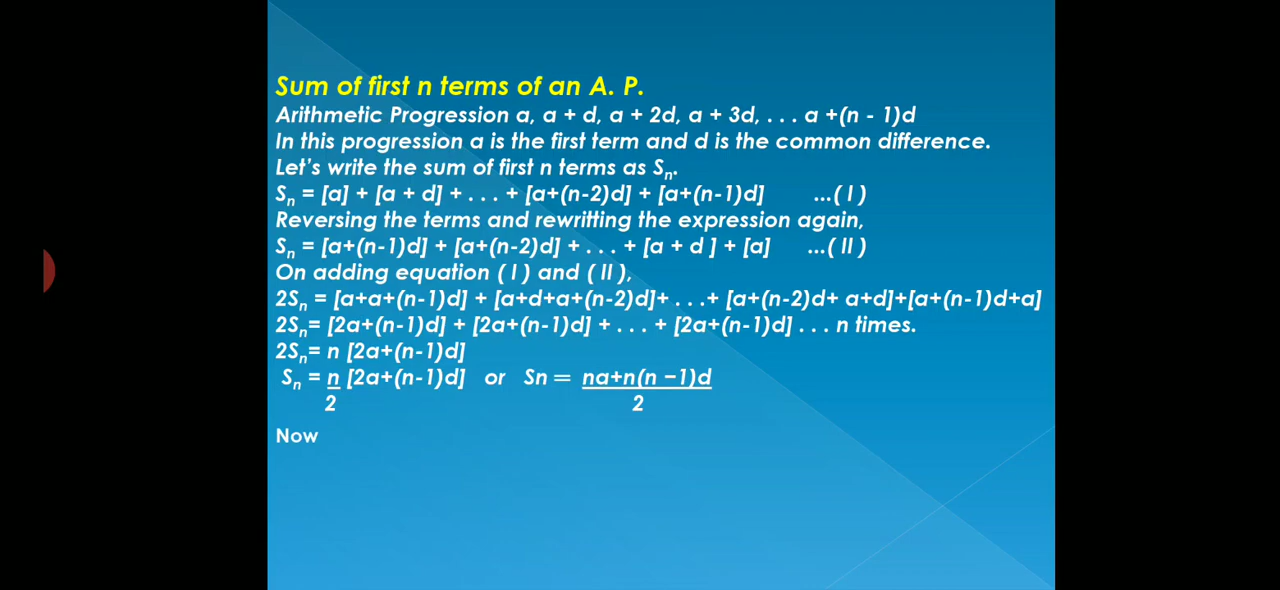 Sum of first n terms of an A. P.
Arithmetic Progression a, a + d, a + 2d, a + 3d, . . . a +(n - 1)d
In this progression a is the first term and d is the common difference.
Let's write the sum of first n terms as Sₙ.
Sₙ = [a] + [a + d] + . . . + [a+(n-2)d] + [a+(n-1)d] ...( I )
Reversing the terms and rewritting the expression again,
Sₙ = [a+(n-1)d] + [a+(n-2)d] + . . . + [a + d ] + [a] ...( II )
On adding equation ( I ) and ( II ),
2Sₙ = [a+a+(n-1)d] + [a+d+a+(n-2)d]+ . . .+ [a+(n-2)d+ a+d]+[a+(n-1)d+a]
2Sₙ= [2a+(n-1)d] + [2a+(n-1)d] + . . . + [2a+(n-1)d] . . . n times.
2Sₙ= n [2a+(n-1)d]
Sₙ = n [2a+(n-1)d] or Sn = na+n(n −1)d
2 2
Now